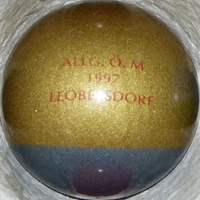 ALLG. Ö. M
1997
LEOBERSDORF